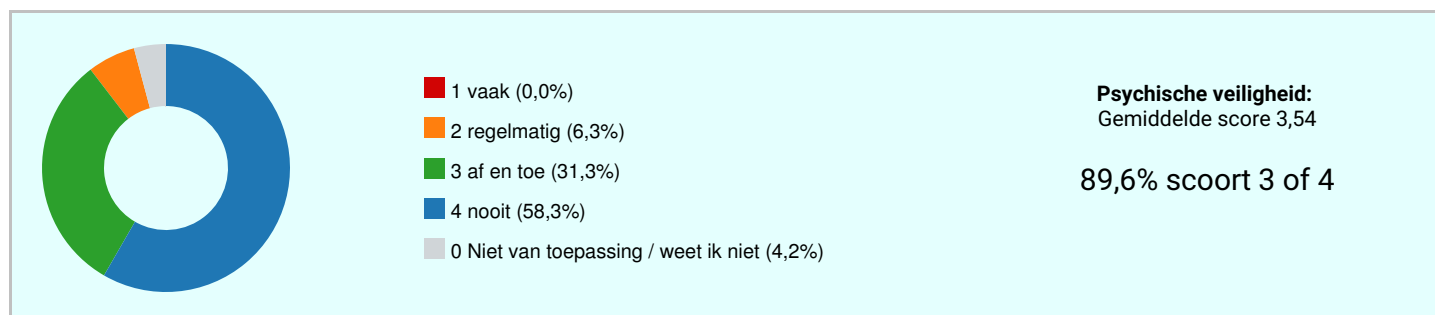 1 vaak (0,0%)
2 regelmatig (6,3%)
3 af en toe (31,3%)
4 nooit (58,3%)
0 Niet van toepassing / weet ik niet (4,2%)
Psychische veiligheid:
Gemiddelde score 3,54
89,6% scoort 3 of 4